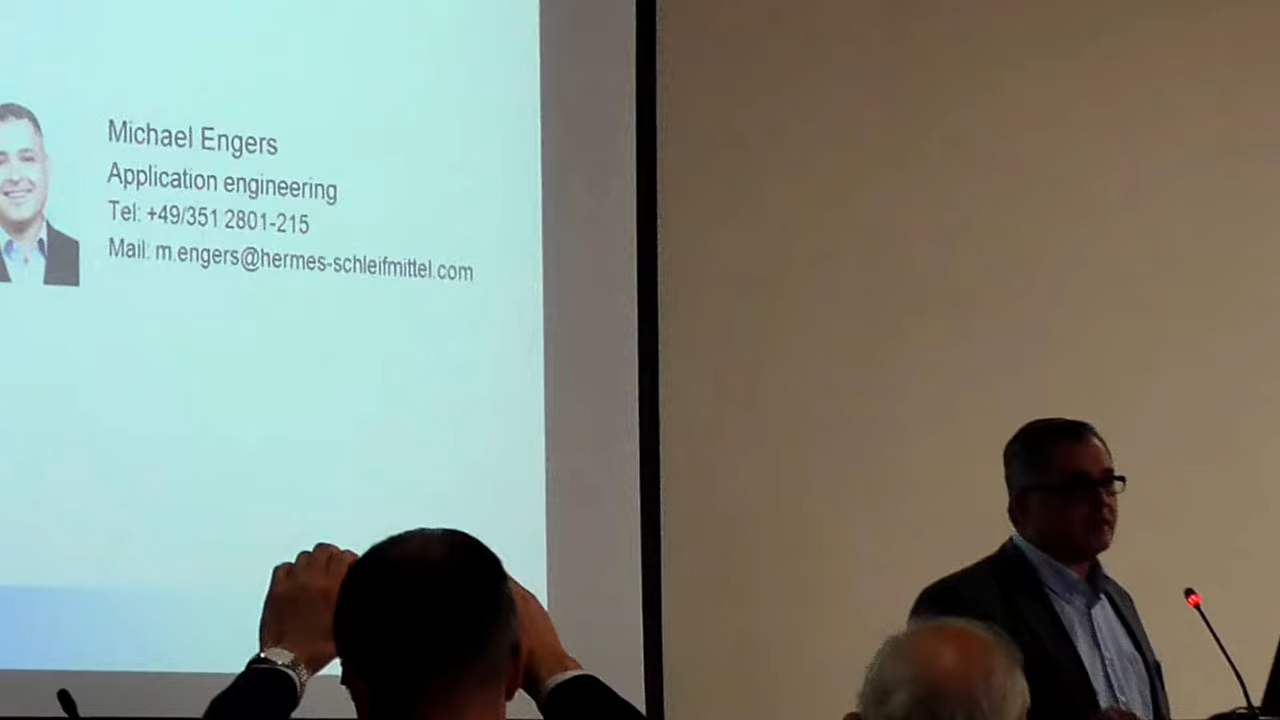 Michael Engers
Application engineering
Tel: +49/351 2801-215
Mail: m.engers@hermes-schleifmittel.com